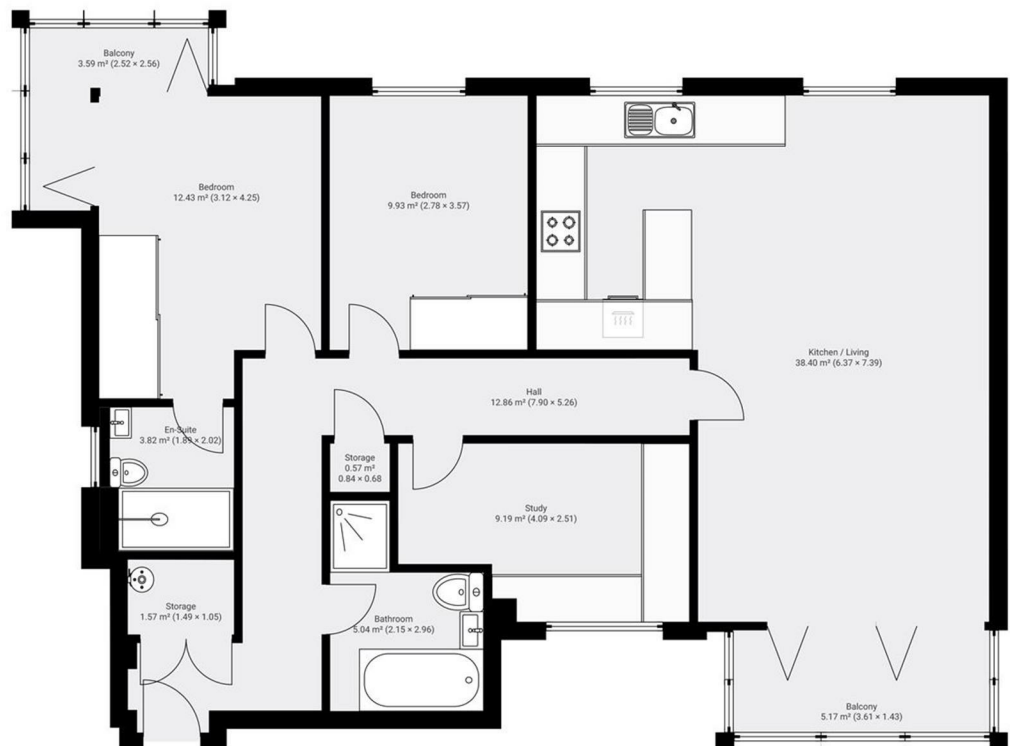 Balcony
3.59 m² (2.52 × 2.56)
Bedroom
12.43 m² (3.12 × 4.25)
Bedroom
9.93 m² (2.78 × 3.57)
Kitchen / Living
38.40 m² (6.37 × 7.39)
Hall
12.86 m² (7.90 × 5.26)
En-Suite
3.82 m² (1.89 × 2.02)
Storage
0.57 m²
0.84 × 0.68
Study
9.19 m² (4.09 × 2.51)
Storage
1.57 m² (1.49 × 1.05)
Bathroom
5.04 m² (2.15 × 2.96)
Balcony
5.17 m² (3.61 × 1.43)